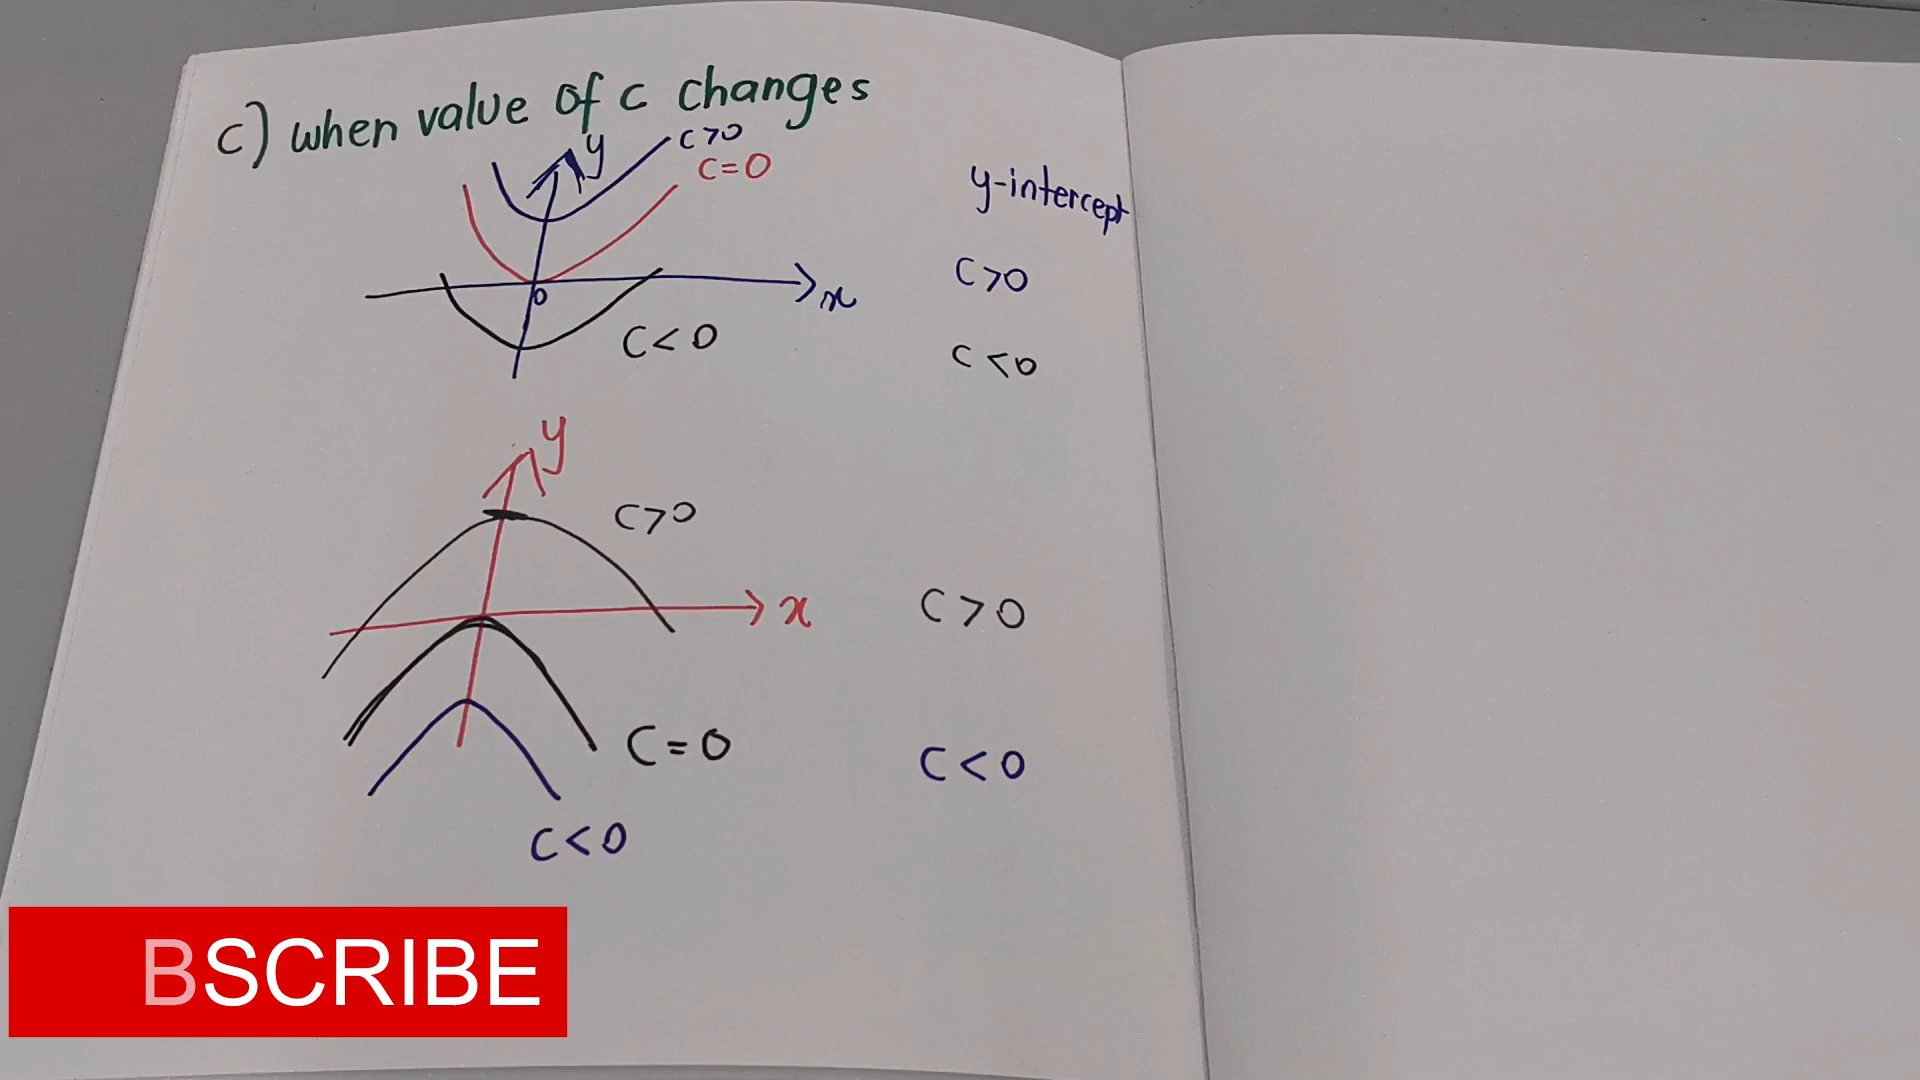 c) when value of c changes
y
c>0
c=0
y-intercept
x
0
c>0
c<0
c<0
y
c>0
x
c>0
c=0
c<0
c<0
BSCRIBE